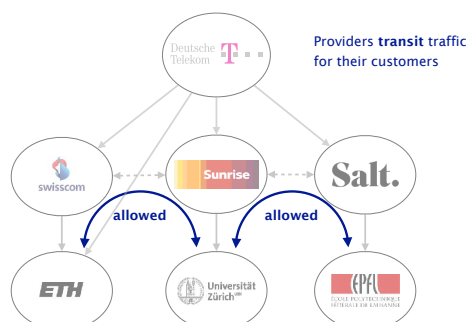 Providers transit traffic
for their customers
Deutsche
Telekom
T
swisscom
Sunrise
Salt.
allowed
allowed
ETH
Universität
Zürich
EPFL
ÉCOLE POLYTECHNIQUE
FÉDÉRALE DE LAUSANNE